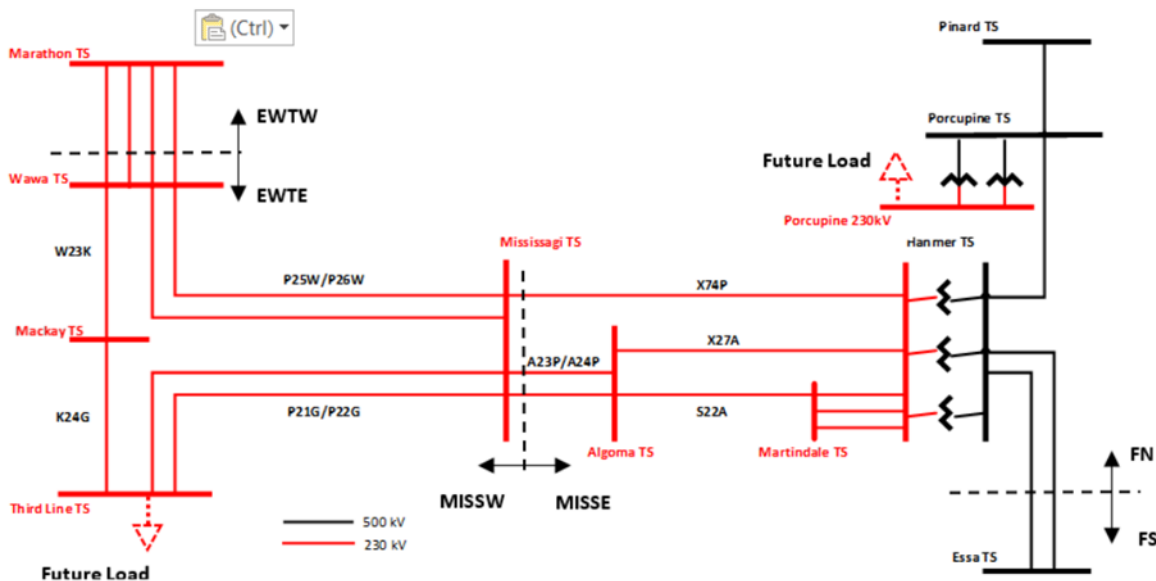 (Ctrl)
Marathon TS
Pinard TS
EWTW
Porcupine TS
Future Load
Wawa TS
EWTE
Porcupine 230kV
Mississagi TS
Hanmer TS
W23K
P25W/P26W
X74P
Mackay TS
X27A
A23P/A24P
K24G
P21G/P22G
S22A
Algoma TS
Martindale TS
FN
MISSW
MISSE
Third Line TS
500 kV
230 kV
FS
Essa TS
Future Load